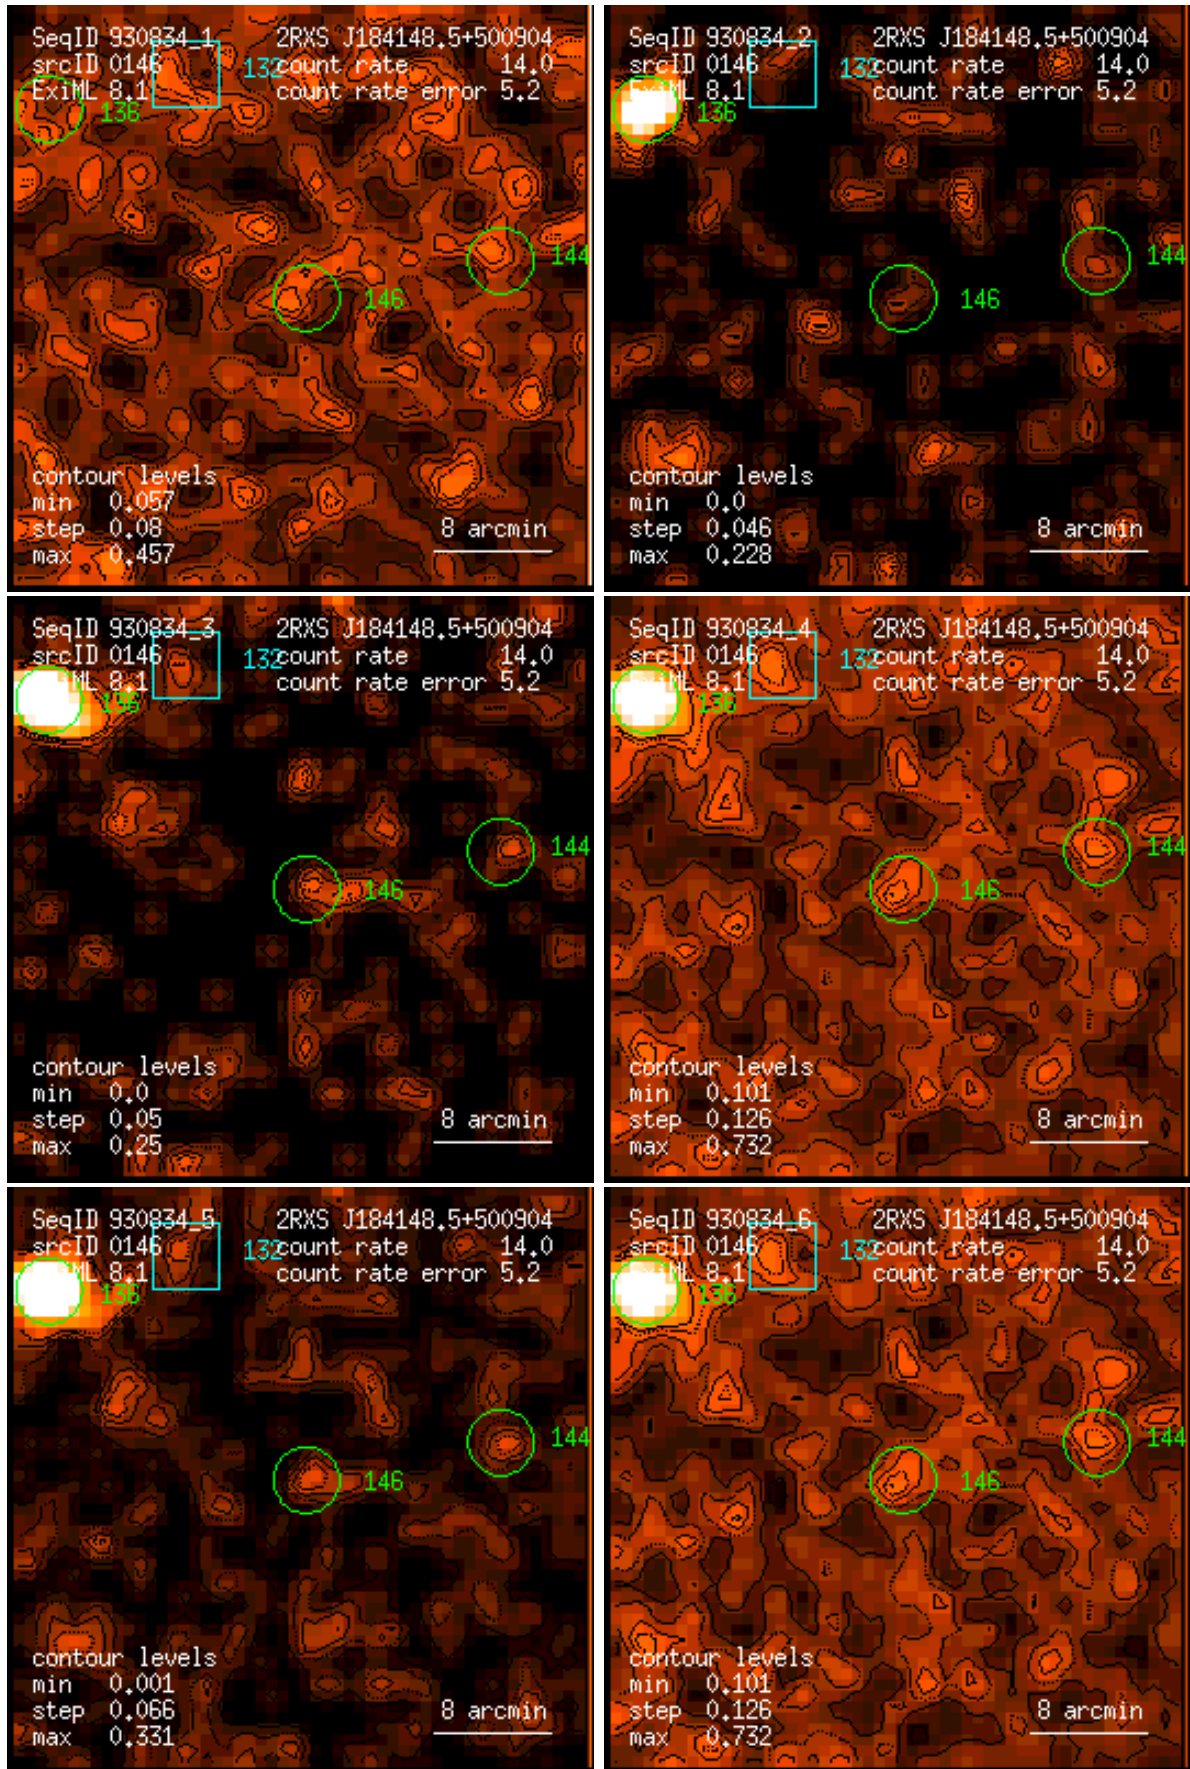 SeqID 930834_1 2RXS J184148.5+500904
srcID 0146 132 count rate 14.0
ExiML 8.1 136 count rate error 5.2
144
146
contour levels
min 0.057
step 0.08 8 arcmin
max 0.457
SeqID 930834_2 2RXS J184148.5+500904
srcID 0146 132 count rate 14.0
ExiML 8.1 136 count rate error 5.2
144
146
contour levels
min 0.0
step 0.046 8 arcmin
max 0.228
SeqID 930834_3 2RXS J184148.5+500904
srcID 0146 132 count rate 14.0
ML 8.1 count rate error 5.2
136
144
146
contour levels
min 0.0
step 0.05 8 arcmin
max 0.25
SeqID 930834_4 2RXS J184148.5+500904
srcID 0146 132 count rate 14.0
ML 8.1 count rate error 5.2
136
144
146
contour levels
min 0.101
step 0.126 8 arcmin
max 0.732
SeqID 930834_5 2RXS J184148.5+500904
srcID 0146 132 count rate 14.0
ML 8.1 count rate error 5.2
136
144
146
contour levels
min 0.001
step 0.066 8 arcmin
max 0.331
SeqID 930834_6 2RXS J184148.5+500904
srcID 0146 132 count rate 14.0
ML 8.1 count rate error 5.2
136
144
146
contour levels
min 0.101
step 0.126 8 arcmin
max 0.732